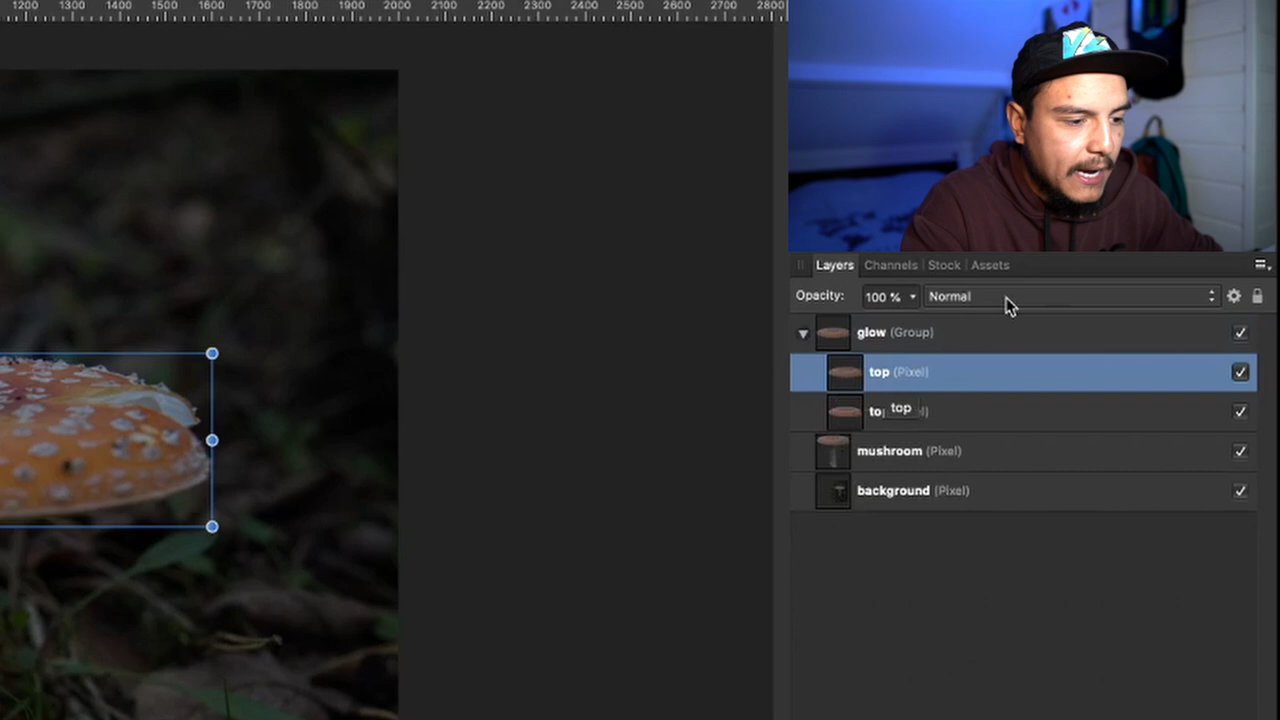 1200 1300 1400 1500 1600 1700 1800 1900 2000 2100 2200 2300 2400 2500 2600 2700 2800
Layers Channels Stock Assets
Opacity: 100 % Normal
glow (Group)
top (Pixel)
top
mushroom (Pixel)
background (Pixel)